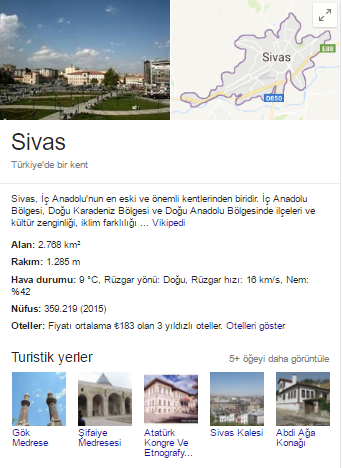 Sivas
E88
D850
Sivas
Türkiye'de bir kent
Sivas, İç Anadolu'nun en eski ve önemli kentlerinden biridir. İç Anadolu
Bölgesi, Doğu Karadeniz Bölgesi ve Doğu Anadolu Bölgesinde ilçeleri ve
kültür zenginliği, iklim farklılığı ... Vikipedi
Alan: 2.768 km²
Rakım: 1.285 m
Hava durumu: 9 °C, Rüzgar yönü: Doğu, Rüzgar hızı: 16 km/s, Nem:
%42
Nüfus: 359.219 (2015)
Oteller: Fiyatı ortalama ₺183 olan 3 yıldızlı oteller. Otelleri göster
Turistik yerler
5+ öğeyi daha görüntüle
Gök
Medrese
Şifaiye
Medresesi
Atatürk
Kongre Ve
Etnografy...
Sivas Kalesi
Abdi Ağa
Konağı